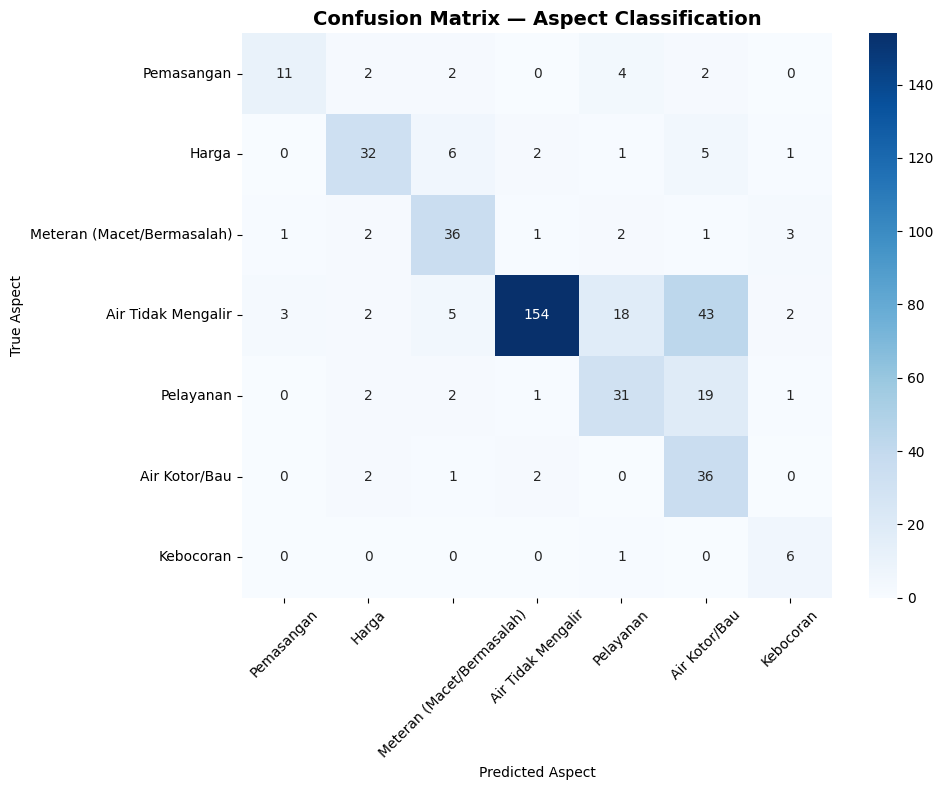 Confusion Matrix — Aspect Classification
True Aspect
Pemasangan 11 2 2 0 4 2 0
Harga 0 32 6 2 1 5 1
Meteran (Macet/Bermasalah) 1 2 36 1 2 1 3
Air Tidak Mengalir 3 2 5 154 18 43 2
Pelayanan 0 2 2 1 31 19 1
Air Kotor/Bau 0 2 1 2 0 36 0
Kebocoran 0 0 0 0 1 0 6
Pemasangan
Harga
Meteran (Macet/Bermasalah)
Air Tidak Mengalir
Pelayanan
Air Kotor/Bau
Kebocoran
Predicted Aspect
140
120
100
80
60
40
20
0